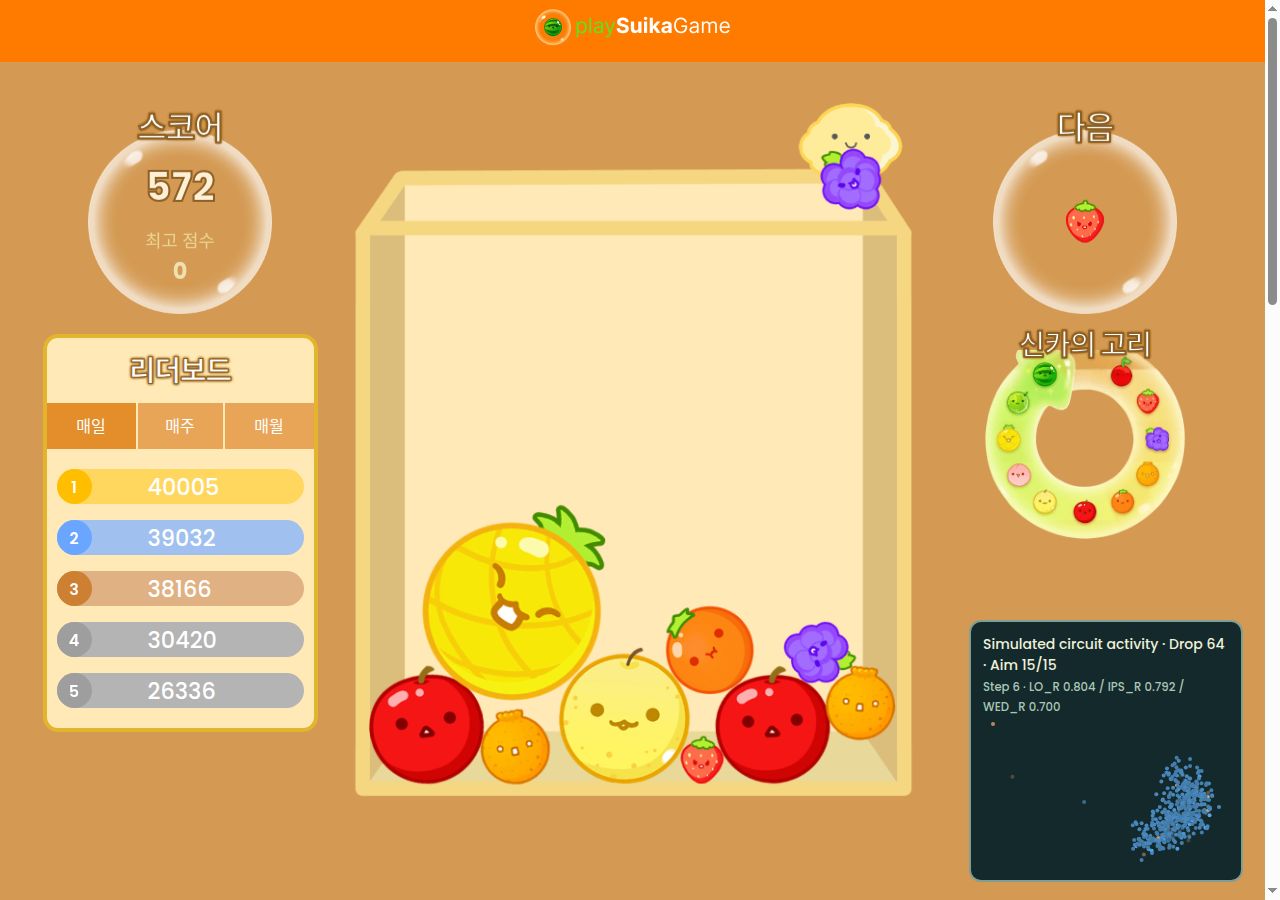 playSuikaGame
스코어
572
최고 점수
0
다음
리더보드
매일 매주 매월
1 40005
2 39032
3 38166
4 30420
5 26336
신카의 고리
Simulated circuit activity · Drop 64
· Aim 15/15
Step 6 · LO_R 0.804 / IPS_R 0.792 /
WED_R 0.700